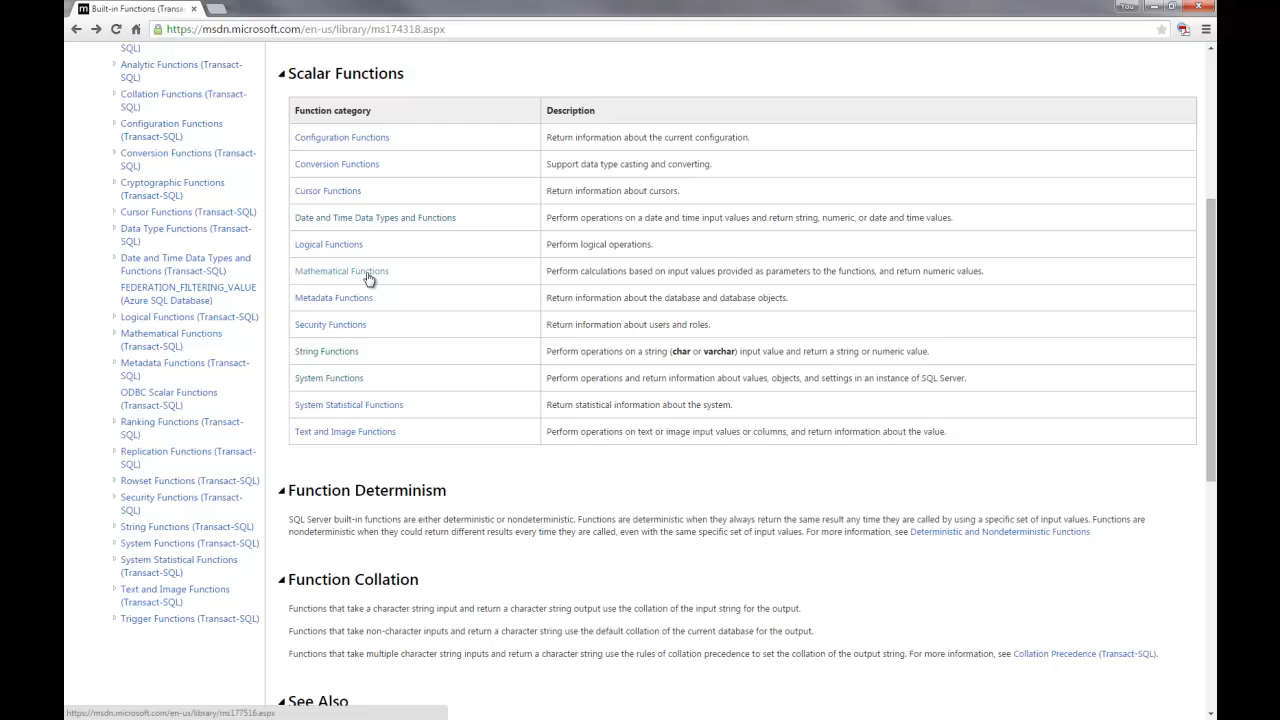 Built-in Functions (Transa
You
https://msdn.microsoft.com/en-us/library/ms174318.aspx
SQL)
Analytic Functions (Transact-
SQL)
Collation Functions (Transact-
SQL)
Configuration Functions
(Transact-SQL)
Conversion Functions (Transact-
SQL)
Cryptographic Functions
(Transact-SQL)
Cursor Functions (Transact-SQL)
Data Type Functions (Transact-
SQL)
Date and Time Data Types and
Functions (Transact-SQL)
FEDERATION_FILTERING_VALUE
(Azure SQL Database)
Logical Functions (Transact-SQL)
Mathematical Functions
(Transact-SQL)
Metadata Functions (Transact-
SQL)
ODBC Scalar Functions
(Transact-SQL)
Ranking Functions (Transact-
SQL)
Replication Functions (Transact-
SQL)
Rowset Functions (Transact-SQL)
Security Functions (Transact-
SQL)
String Functions (Transact-SQL)
System Functions (Transact-SQL)
System Statistical Functions
(Transact-SQL)
Text and Image Functions
(Transact-SQL)
Trigger Functions (Transact-SQL)
Scalar Functions
Function category Description
Configuration Functions Return information about the current configuration.
Conversion Functions Support data type casting and converting.
Cursor Functions Return information about cursors.
Date and Time Data Types and Functions Perform operations on a date and time input values and return string, numeric, or date and time values.
Logical Functions Perform logical operations.
Mathematical Functions Perform calculations based on input values provided as parameters to the functions, and return numeric values.
Metadata Functions Return information about the database and database objects.
Security Functions Return information about users and roles.
String Functions Perform operations on a string (char or varchar) input value and return a string or numeric value.
System Functions Perform operations and return information about values, objects, and settings in an instance of SQL Server.
System Statistical Functions Return statistical information about the system.
Text and Image Functions Perform operations on text or image input values or columns, and return information about the value.
Function Determinism
SQL Server built-in functions are either deterministic or nondeterministic. Functions are deterministic when they always return the same result any time they are called by using a specific set of input values. Functions are
nondeterministic when they could return different results every time they are called, even with the same specific set of input values. For more information, see Deterministic and Nondeterministic Functions
Function Collation
Functions that take a character string input and return a character string output use the collation of the input string for the output.
Functions that take non-character inputs and return a character string use the default collation of the current database for the output.
Functions that take multiple character string inputs and return a character string use the rules of collation precedence to set the collation of the output string. For more information, see Collation Precedence (Transact-SQL).
See Also
https://msdn.microsoft.com/en-us/library/ms177516.aspx